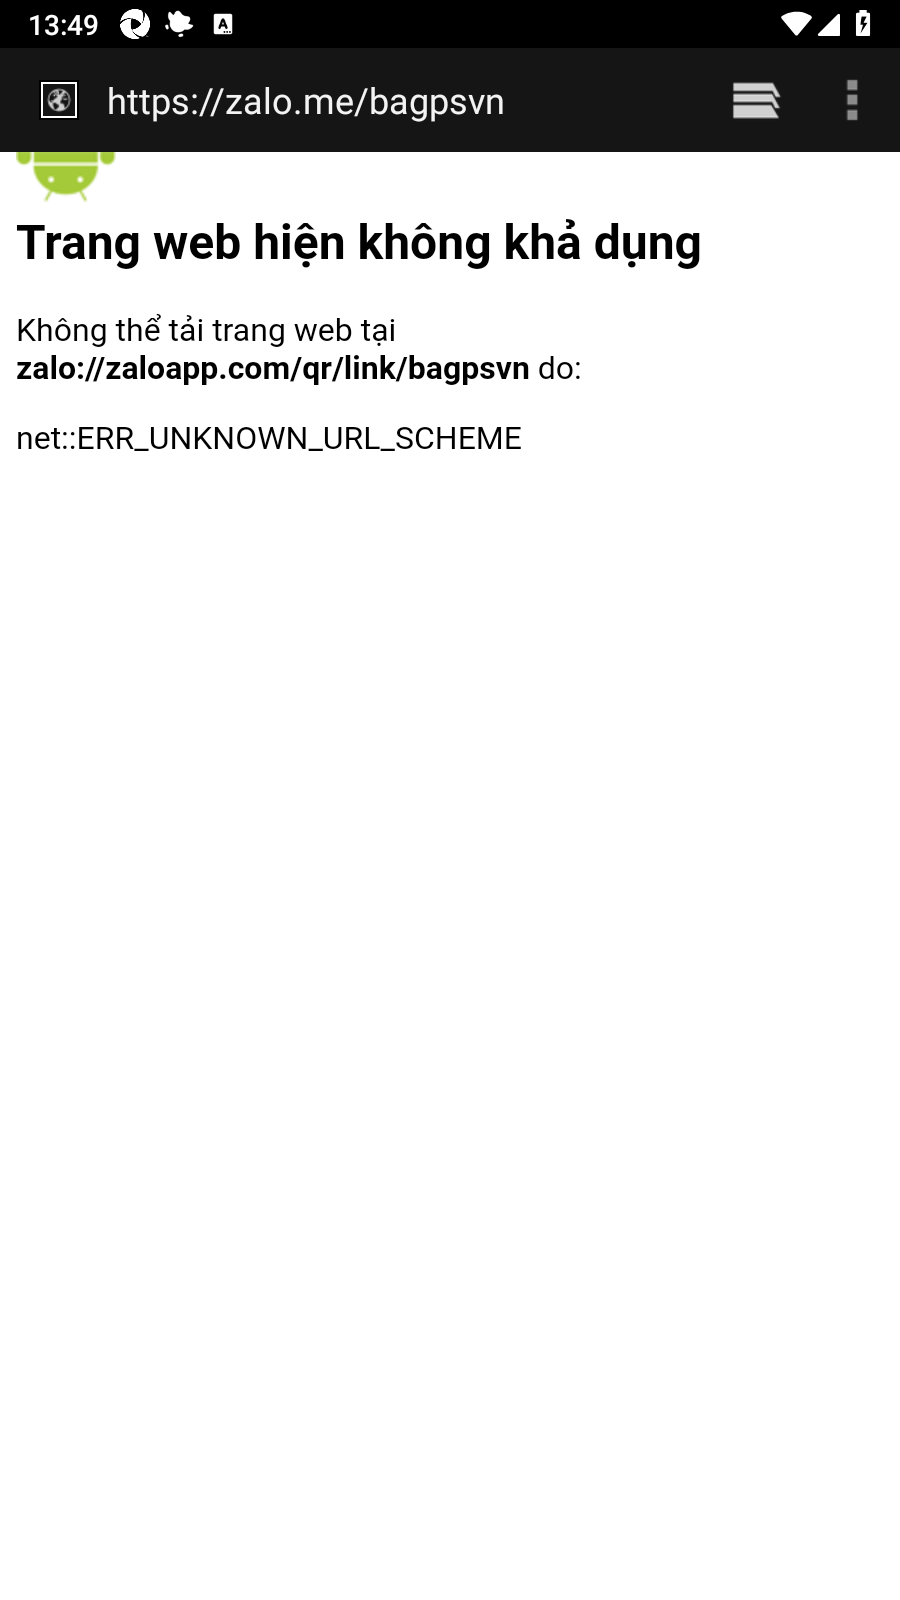 13:49
https://zalo.me/bagpsvn
Trang web hiện không khả dụng
Không thể tải trang web tại
zalo://zaloapp.com/qr/link/bagpsvn do:
net::ERR_UNKNOWN_URL_SCHEME